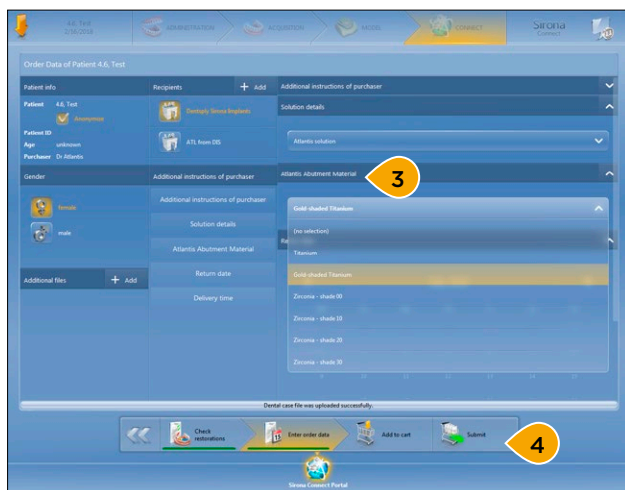 4.6, Test
2/16/2018
ADMINISTRATION
ACQUISITION
MODEL
CONNECT
Sirona
Connect
Order Data of Patient 4.6, Test
Patient info
Patient 4.6, Test
Anonymous
Patient ID
Age unknown
Purchaser Dr Atlantis
Gender
female
male
Additional files + Add
Recipients + Add
Dentsply Sirona Implants
ATL from DIS
Additional instructions of purchaser
Additional instructions of purchaser
Solution details
Atlantis Abutment Material
Return date
Delivery time
Additional instructions of purchaser
Solution details
Atlantis solution
Atlantis Abutment Material
3
Gold-shaded Titanium
(no selection)
Titanium
Gold-shaded Titanium
Zirconia - shade 00
Zirconia - shade 10
Zirconia - shade 20
Zirconia - shade 30
Dental case file was uploaded successfully.
Check
restorations
Enter order data
Add to cart
Submit
4
Sirona Connect Portal